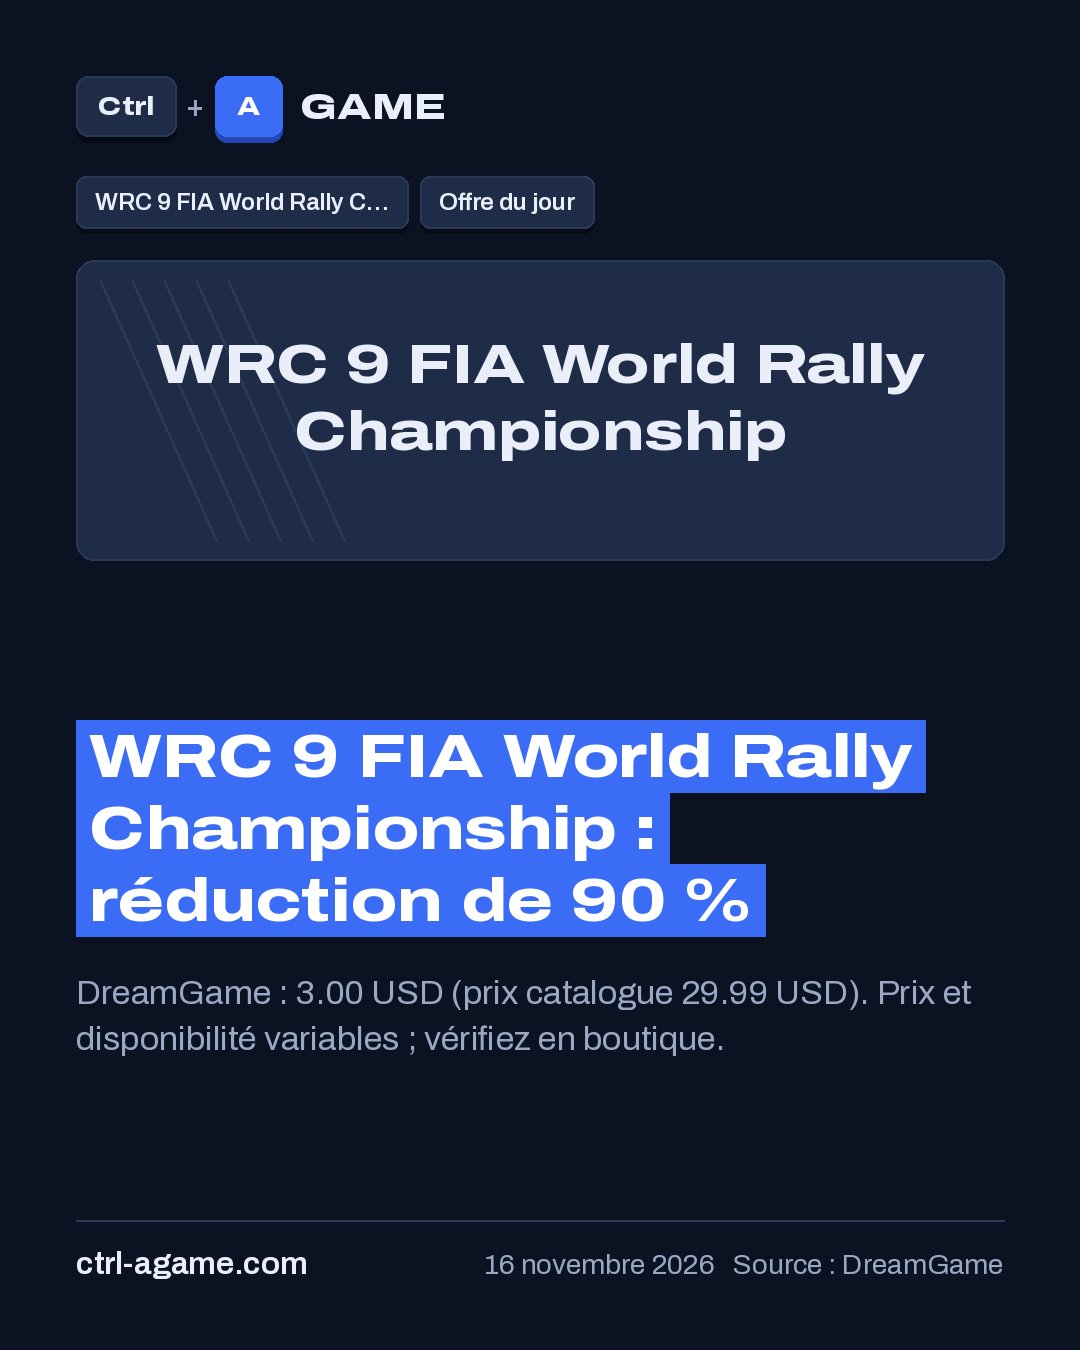 Ctrl + A GAME
WRC 9 FIA World Rally C... Offre du jour
WRC 9 FIA World Rally
Championship
WRC 9 FIA World Rally
Championship :
réduction de 90 %
DreamGame : 3.00 USD (prix catalogue 29.99 USD). Prix et
disponibilité variables ; vérifiez en boutique.
ctrl-agame.com 16 novembre 2026 Source : DreamGame